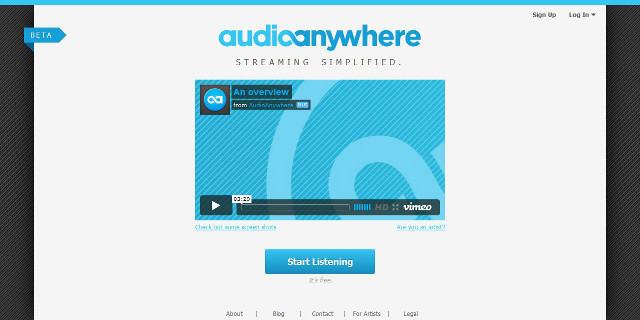 Sign Up Log In
BETA
audioanywhere
STREAMING SIMPLIFIED.
An overview
from AudioAnywhere PLUS
03:20
HD vimeo
Check out some screen shots
Are you an artist?
Start Listening
It's free.
About | Blog | Contact | For Artists | Legal